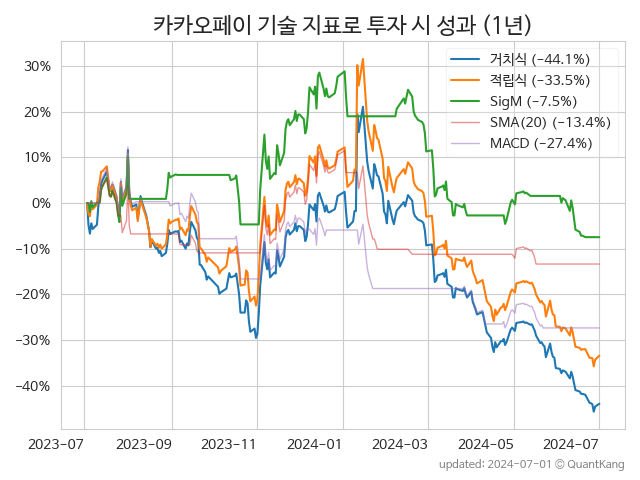 카카오페이 기술 지표로 투자 시 성과 (1년)
거치식 (−44.1%)
적립식 (−33.5%)
SigM (−7.5%)
SMA(20) (−13.4%)
MACD (−27.4%)
30%
20%
10%
0%
−10%
−20%
−30%
−40%
2023-07 2023-09 2023-11 2024-01 2024-03 2024-05 2024-07
updated: 2024-07-01 © QuantKang